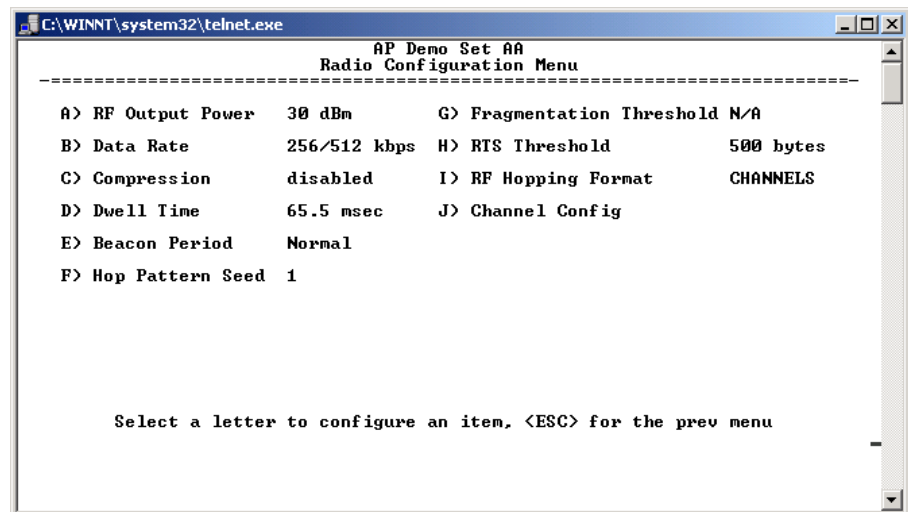 C:\WINNT\system32\telnet.exe
AP Demo Set AA
Radio Configuration Menu
-==========================================================================-
A) RF Output Power 30 dBm G) Fragmentation Threshold N/A
B) Data Rate 256/512 kbps H) RTS Threshold 500 bytes
C) Compression disabled I) RF Hopping Format CHANNELS
D) Dwell Time 65.5 msec J) Channel Config
E) Beacon Period Normal
F) Hop Pattern Seed 1
Select a letter to configure an item, <ESC> for the prev menu